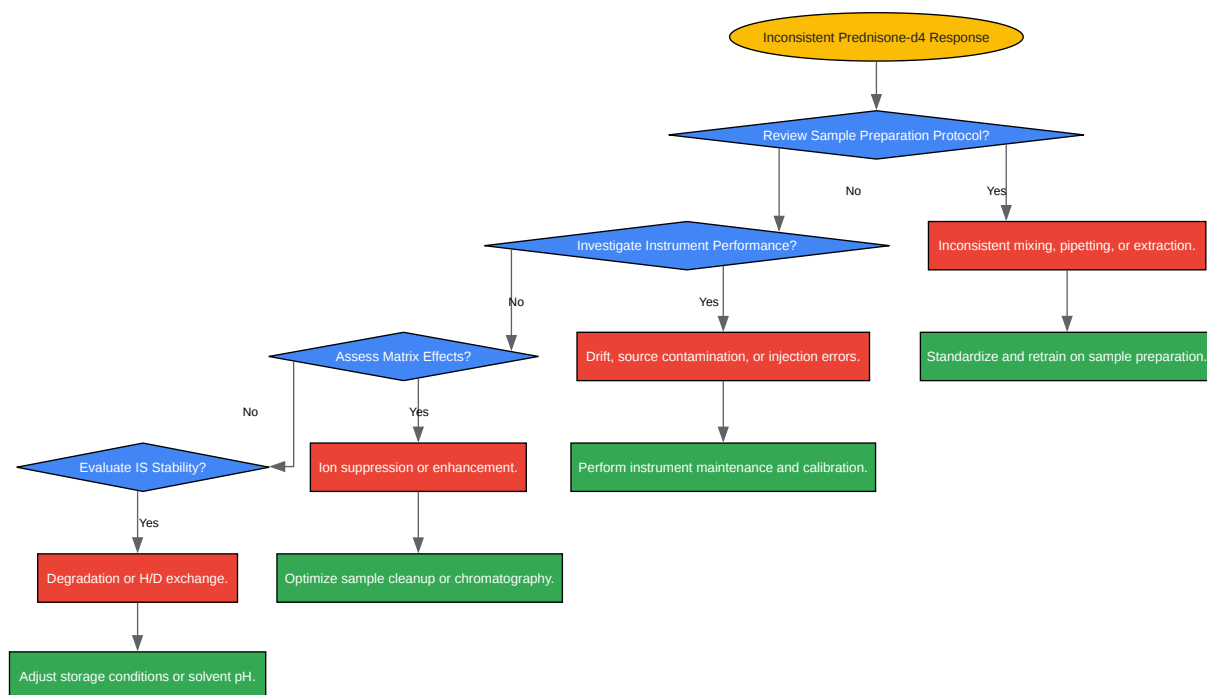 Inconsistent Prednisone-d4 Response
Review Sample Preparation Protocol?
No
Yes
Investigate Instrument Performance?
Inconsistent mixing, pipetting, or extraction.
No
Yes
Assess Matrix Effects?
Drift, source contamination, or injection errors.
Standardize and retrain on sample preparation.
No
Yes
Evaluate IS Stability?
Ion suppression or enhancement.
Perform instrument maintenance and calibration.
Yes
Degradation or H/D exchange.
Optimize sample cleanup or chromatography.
Adjust storage conditions or solvent pH.